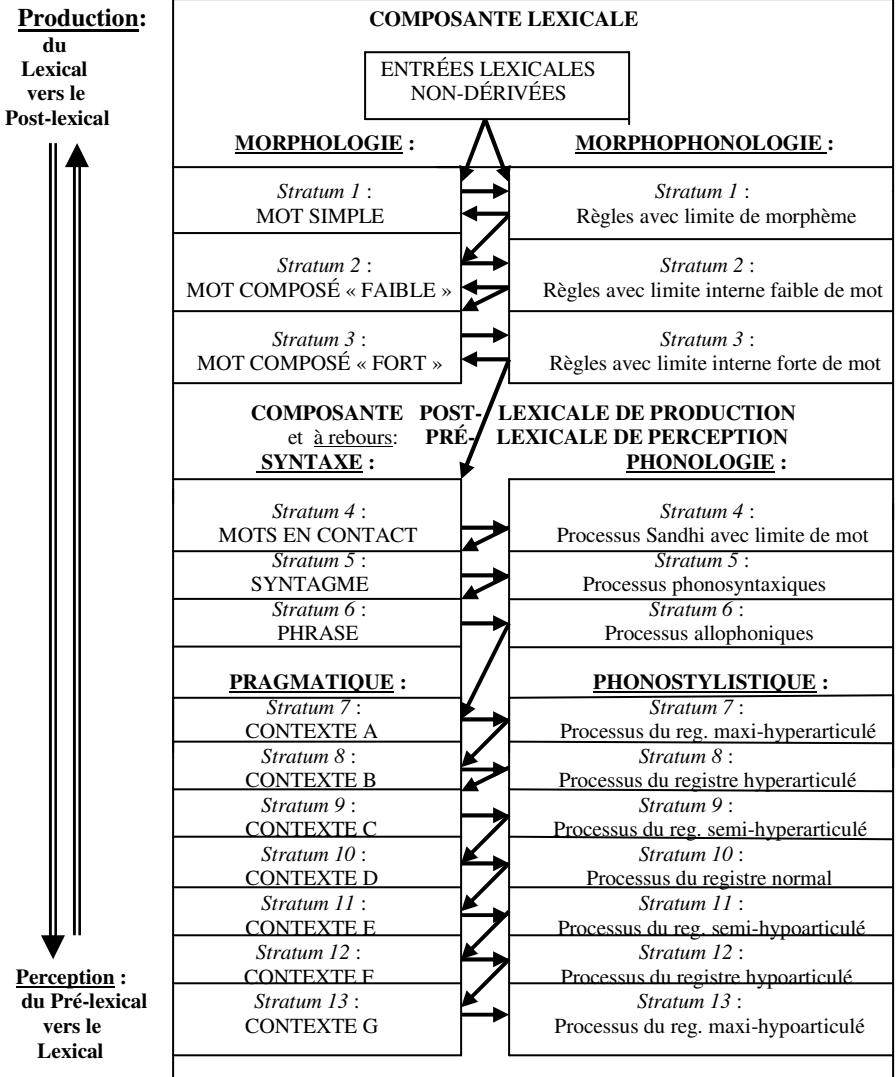 Production:
du
Lexical
vers le
Post-lexical
COMPOSANTE LEXICALE
ENTRÉES LEXICALES
NON-DÉRIVÉES
MORPHOLOGIE : MORPHOPHONOLOGIE :
Stratum 1 : Stratum 1 :
MOT SIMPLE Règles avec limite de morphème
Stratum 2 : Stratum 2 :
MOT COMPOSÉ « FAIBLE » Règles avec limite interne faible de mot
Stratum 3 : Stratum 3 :
MOT COMPOSÉ « FORT » Règles avec limite interne forte de mot
COMPOSANTE POST- LEXICALE DE PRODUCTION
et à rebours: PRÉ- LEXICALE DE PERCEPTION
SYNTAXE : PHONOLOGIE :
Stratum 4 : Stratum 4 :
MOTS EN CONTACT Processus Sandhi avec limite de mot
Stratum 5 : Stratum 5 :
SYNTAGME Processus phonosyntaxiques
Stratum 6 : Stratum 6 :
PHRASE Processus allophoniques
PRAGMATIQUE : PHONOSTYLISTIQUE :
Stratum 7 : Stratum 7 :
CONTEXTE A Processus du reg. maxi-hyperarticulé
Stratum 8 : Stratum 8 :
CONTEXTE B Processus du registre hyperarticulé
Stratum 9 : Stratum 9 :
CONTEXTE C Processus du reg. semi-hyperarticulé
Stratum 10 : Stratum 10 :
CONTEXTE D Processus du registre normal
Stratum 11 : Stratum 11 :
CONTEXTE E Processus du reg. semi-hypoarticulé
Stratum 12 : Stratum 12 :
CONTEXTE F Processus du registre hypoarticulé
Stratum 13 : Stratum 13 :
CONTEXTE G Processus du reg. maxi-hypoarticulé
Perception :
du Pré-lexical
vers le
Lexical